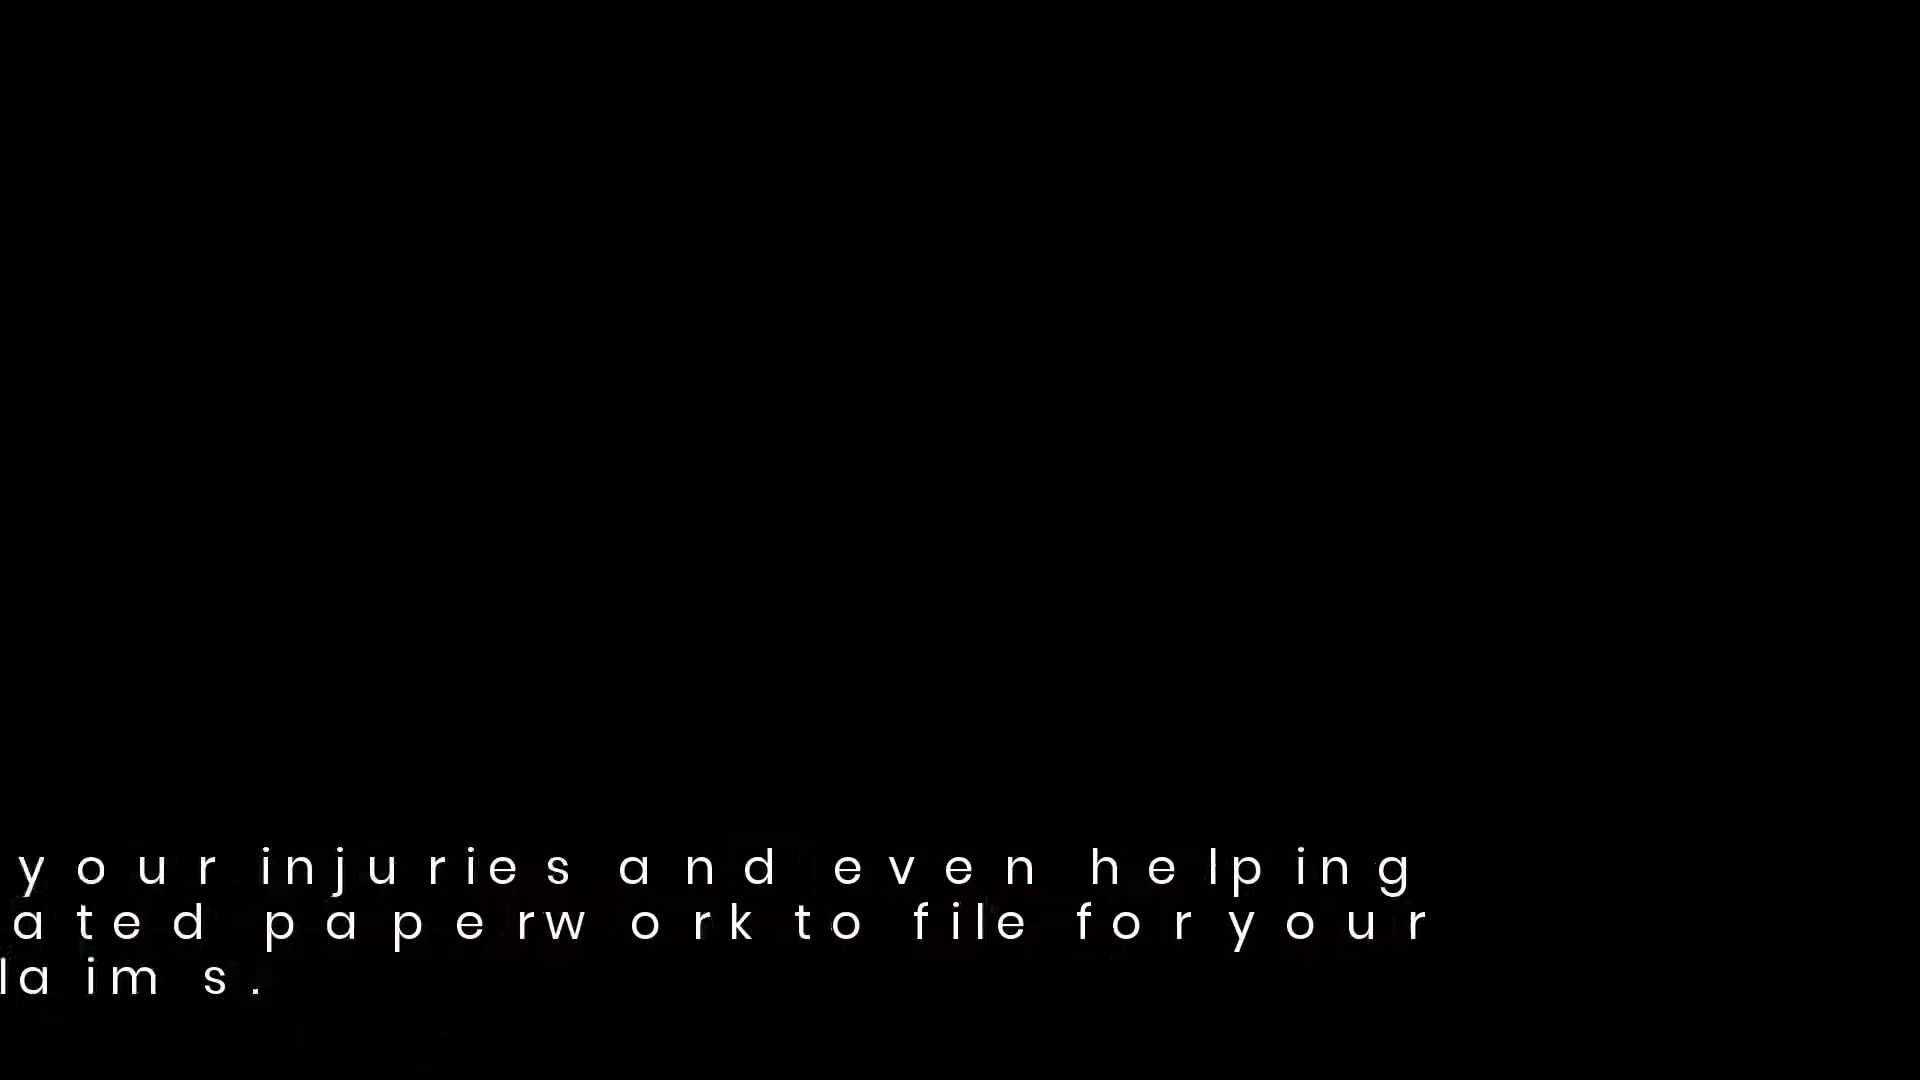 your injuries and even helping
ated paperwork to file for your
laims.